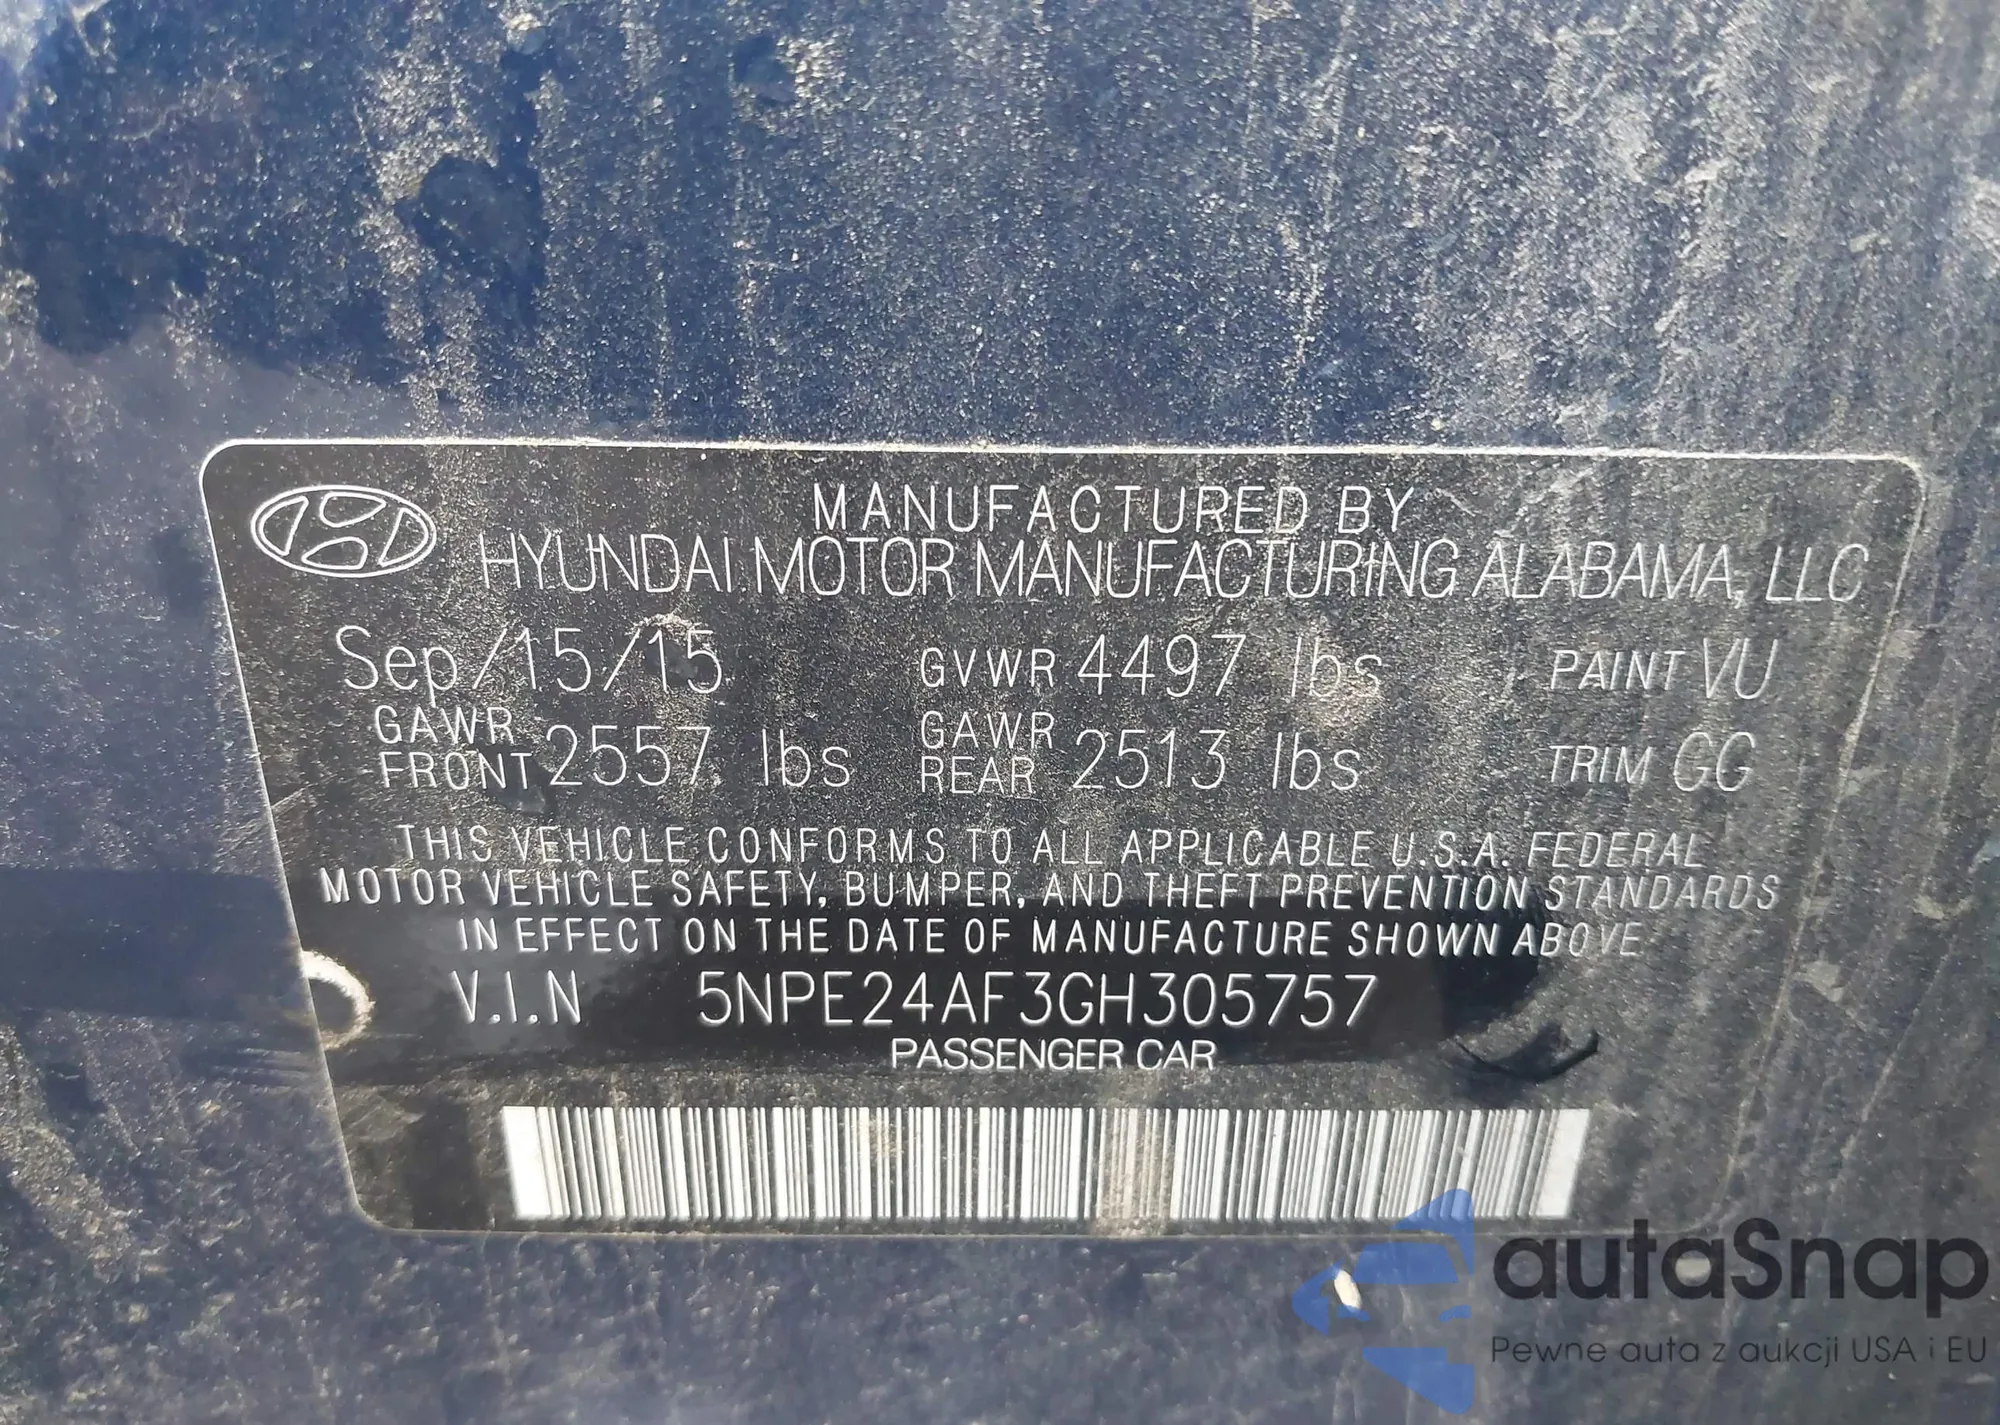 MANUFACTURED BY
HYUNDAI MOTOR MANUFACTURING ALABAMA, LLC
Sep/15/15 GVWR 4497 lbs PAINT VU
GAWR FRONT 2557 lbs GAWR REAR 2513 lbs TRIM GG
THIS VEHICLE CONFORMS TO ALL APPLICABLE U.S.A. FEDERAL
MOTOR VEHICLE SAFETY, BUMPER, AND THEFT PREVENTION STANDARDS
IN EFFECT ON THE DATE OF MANUFACTURE SHOWN ABOVE
V.I.N 5NPE24AF3GH305757
PASSENGER CAR
autaSnap
Pewne auta z aukcji USA i EU